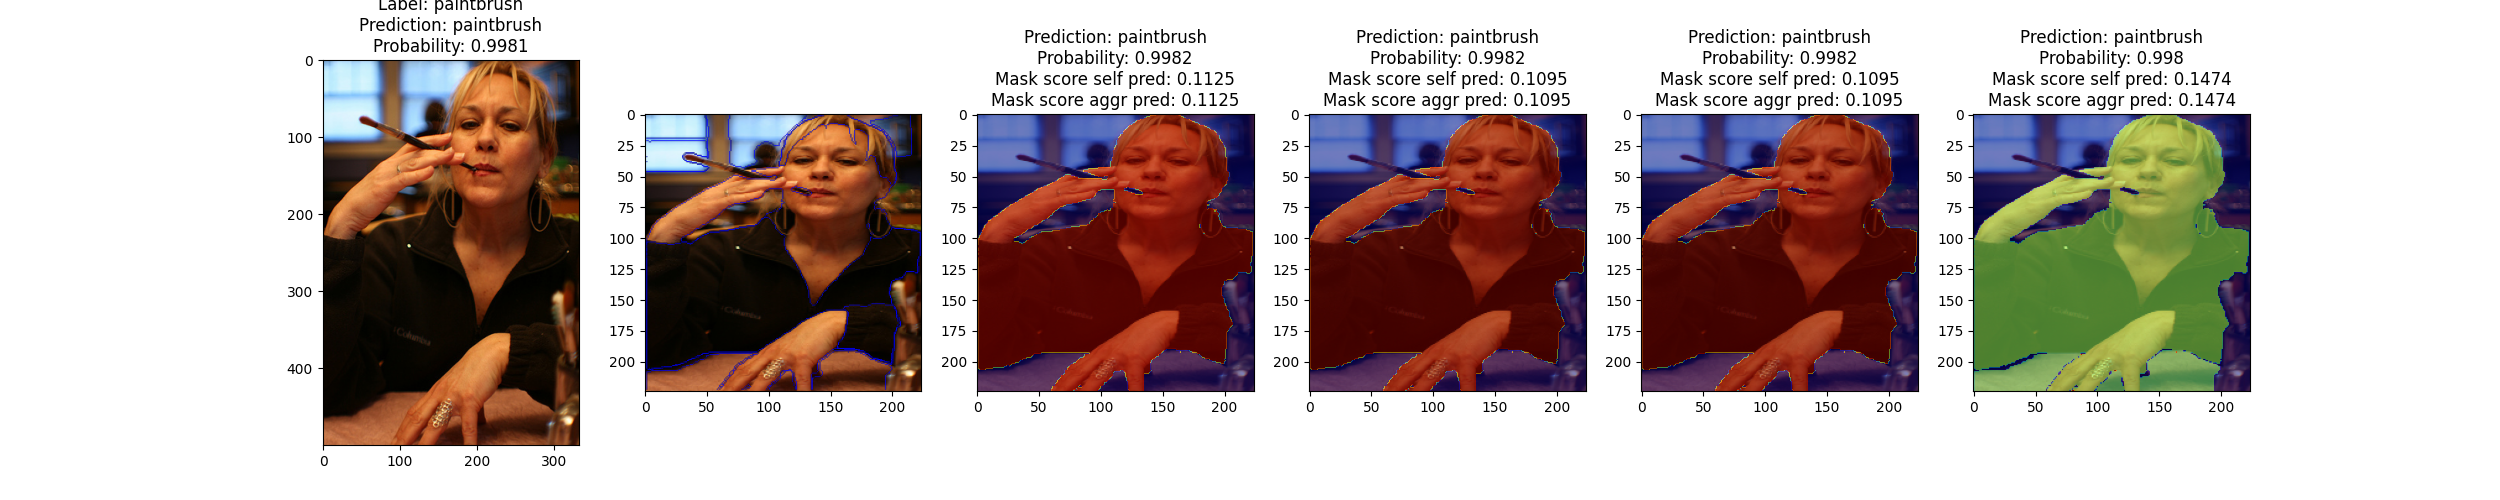 Label: paintbrush
Prediction: paintbrush
Probability: 0.9981
0
100
200
300
400
0 100 200 300
0
25
50
75
100
125
150
175
200
0 50 100 150 200
Prediction: paintbrush
Probability: 0.9982
Mask score self pred: 0.1125
Mask score aggr pred: 0.1125
0
25
50
75
100
125
150
175
200
0 50 100 150 200
Prediction: paintbrush
Probability: 0.9982
Mask score self pred: 0.1095
Mask score aggr pred: 0.1095
0
25
50
75
100
125
150
175
200
0 50 100 150 200
Prediction: paintbrush
Probability: 0.9982
Mask score self pred: 0.1095
Mask score aggr pred: 0.1095
0
25
50
75
100
125
150
175
200
0 50 100 150 200
Prediction: paintbrush
Probability: 0.998
Mask score self pred: 0.1474
Mask score aggr pred: 0.1474
0
25
50
75
100
125
150
175
200
0 50 100 150 200